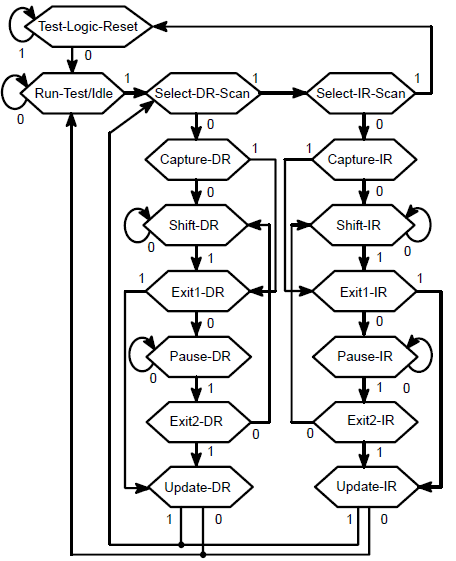 Test-Logic-Reset
1
0
Run-Test/Idle
1
Select-DR-Scan
1
Select-IR-Scan
1
0
0
0
Capture-DR
1
1
Capture-IR
0
0
Shift-DR
Shift-IR
0
0
1
1
1
Exit1-DR
Exit1-IR
1
0
0
Pause-DR
Pause-IR
0
0
1
1
Exit2-DR
Exit2-IR
0
0
1
1
Update-DR
Update-IR
1
0
1
0